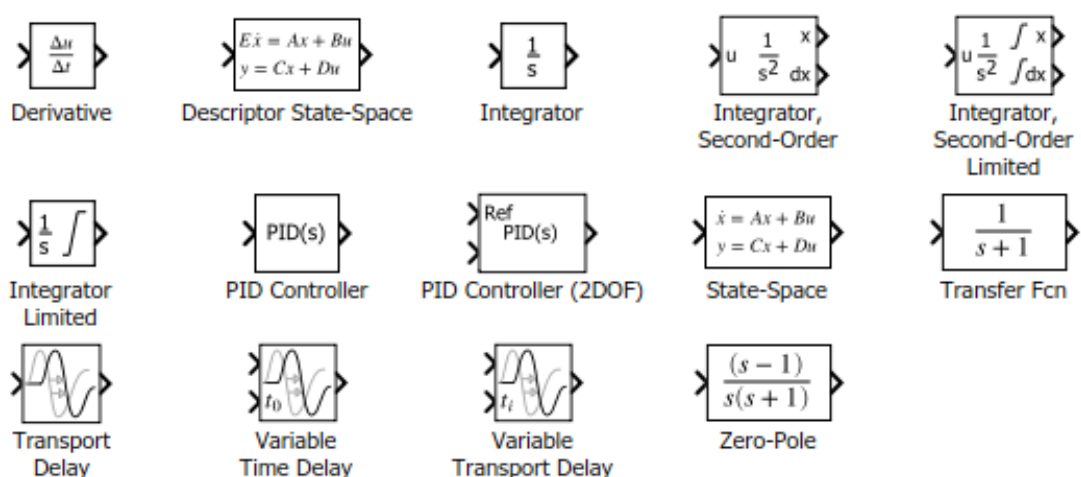 Δu
Δt
Derivative
Eẋ = Ax + Bu
y = Cx + Du
Descriptor State-Space
1
s
Integrator
u 1 x
s² dx
Integrator,
Second-Order
u 1 ∫ x
s² ∫dx
Integrator,
Second-Order
Limited
1 ∫
s
Integrator
Limited
PID(s)
PID Controller
Ref
PID(s)
PID Controller (2DOF)
ẋ = Ax + Bu
y = Cx + Du
State-Space
1
s + 1
Transfer Fcn
Transport
Delay
t₀
Variable
Time Delay
tᵢ
Variable
Transport Delay
(s − 1)
s(s + 1)
Zero-Pole